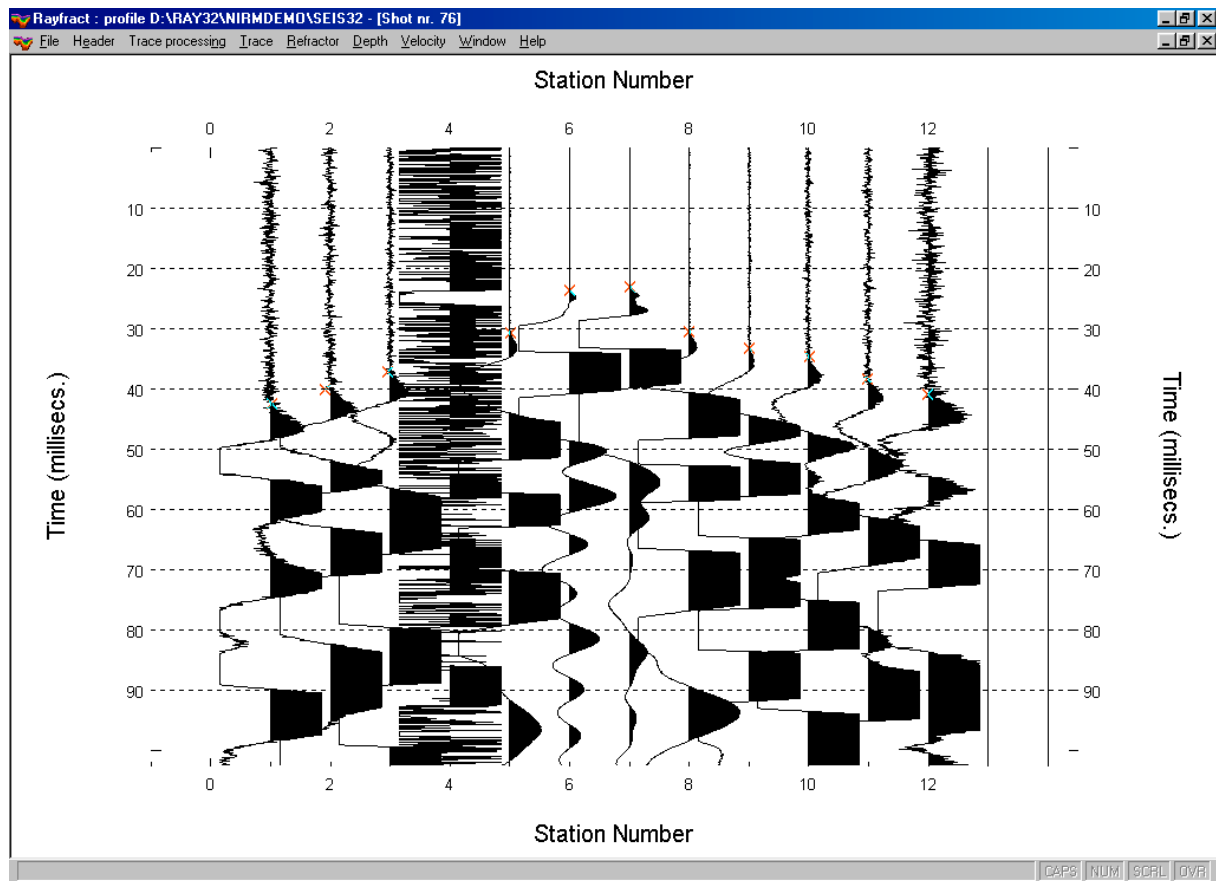 Rayfract : profile D:\RAY32\NIRMDEMO\SEIS32 - [Shot nr. 76]
File Header Trace processing Trace Refractor Depth Velocity Window Help
Station Number
0 2 4 6 8 10 12
10 10
20 20
30 30
40 40
50 50
60 60
70 70
80 80
90 90
Time (millisecs.)
Time (millisecs.)
0 2 4 6 8 10 12
Station Number
CAPS NUM SCRL OVR